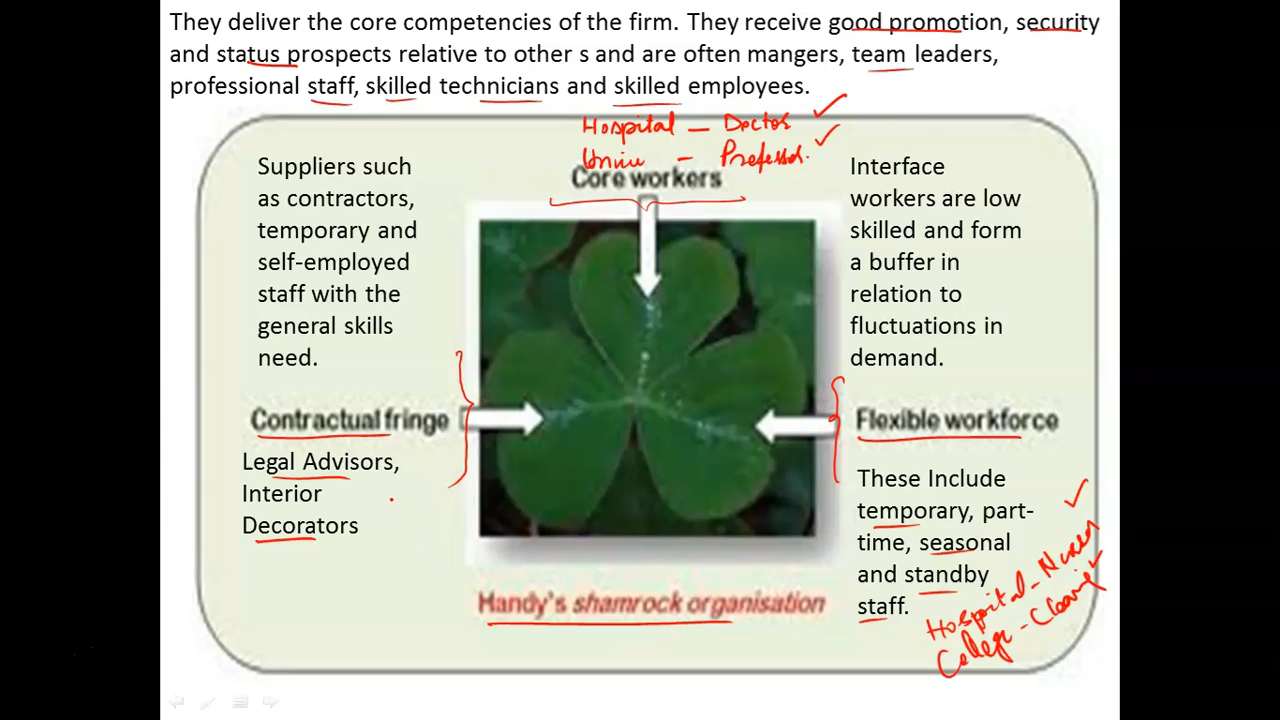 They deliver the core competencies of the firm. They receive good promotion, security
and status prospects relative to other s and are often mangers, team leaders,
professional staff, skilled technicians and skilled employees.
Hospital - Doctos
Univ - Professor.
Core workers
Suppliers such
as contractors,
temporary and
self-employed
staff with the
general skills
need.
Contractual fringe
Legal Advisors,
Interior
Decorators
Interface
workers are low
skilled and form
a buffer in
relation to
fluctuations in
demand.
Flexible workforce
These Include
temporary, part-
time, seasonal
and standby
staff.
Hospital - Nurses
College - Cleaning
Handy's shamrock organisation